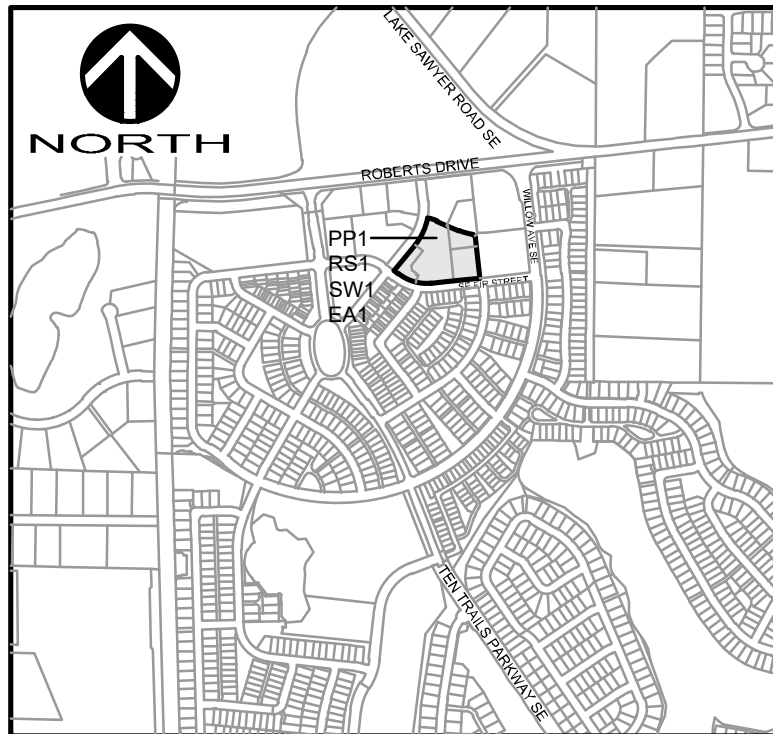 LAKE SAWYER ROAD SE
NORTH
ROBERTS DRIVE
WILLOW AVE SE
PP1
RS1
SW1
EA1
SE FIR STREET
TEN TRAILS PARKWAY SE